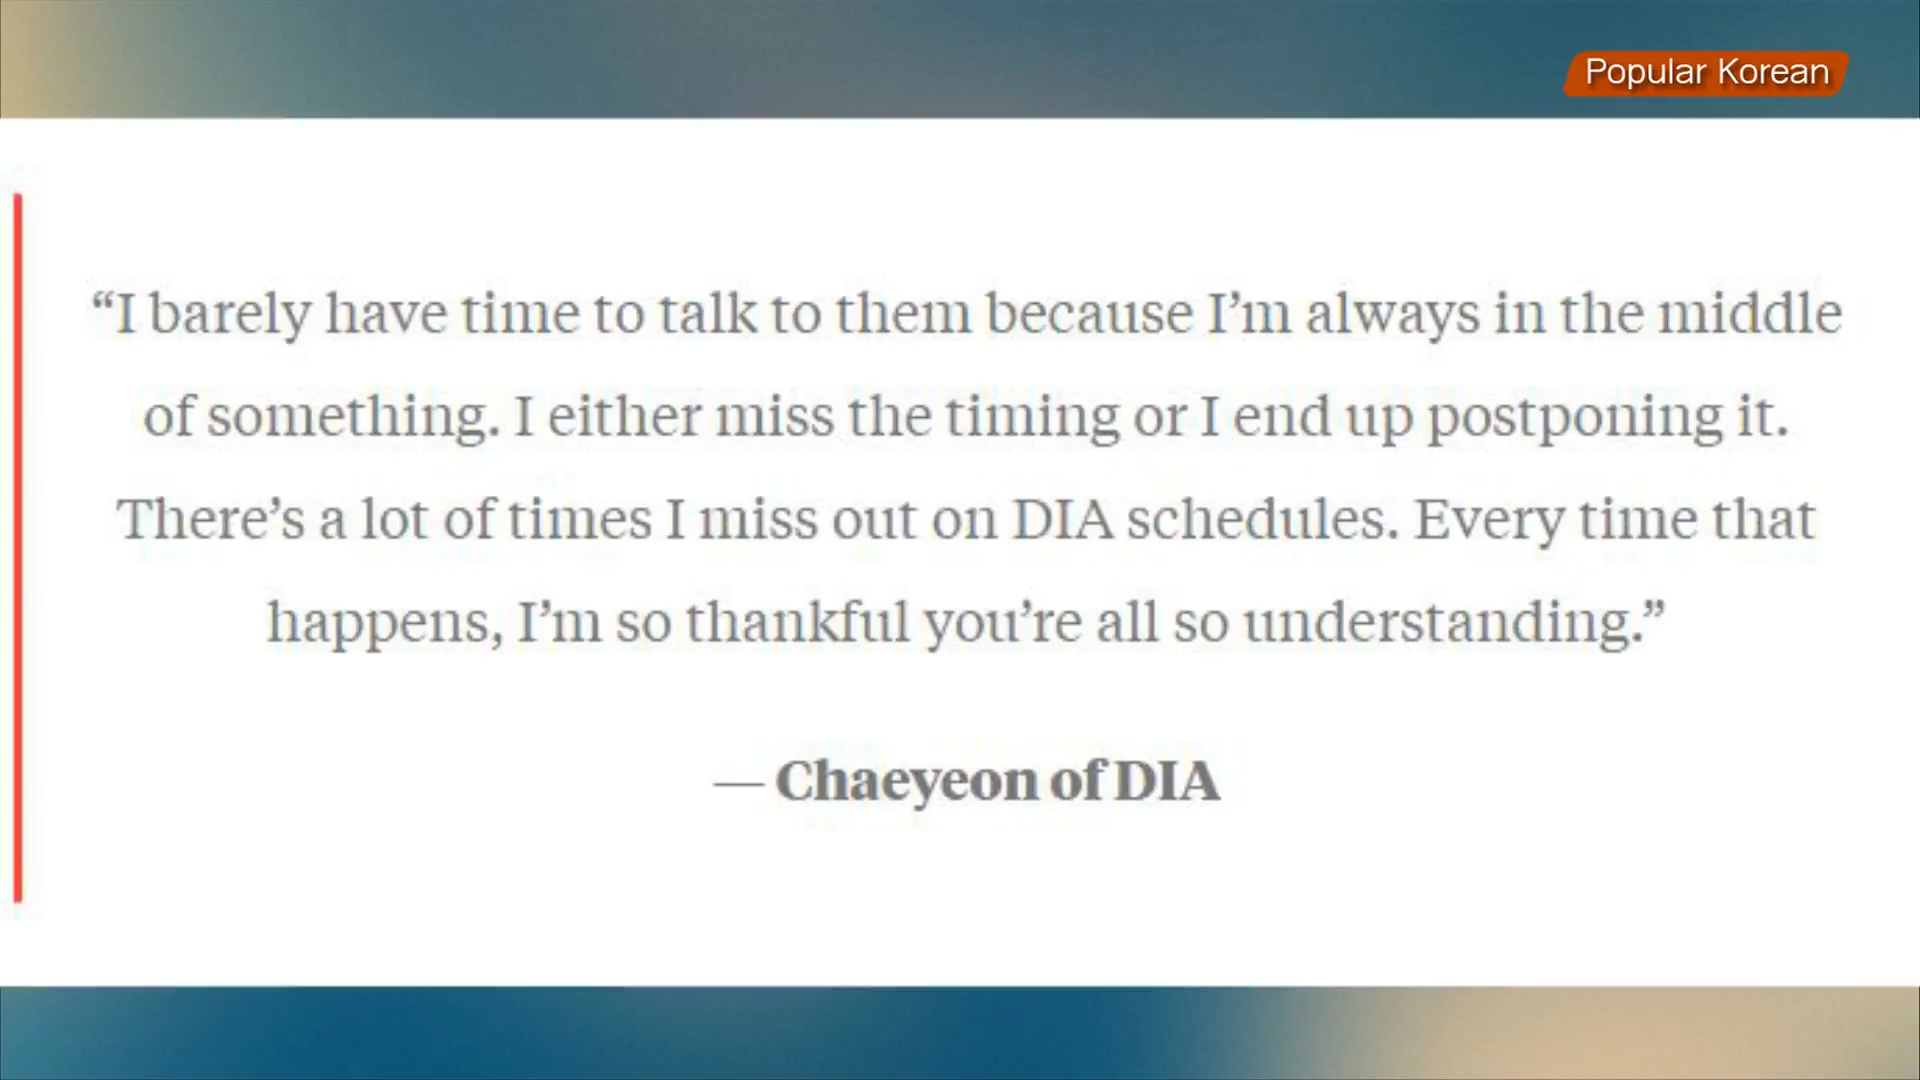 Popular Korean
“I barely have time to talk to them because I’m always in the middle
of something. I either miss the timing or I end up postponing it.
There’s a lot of times I miss out on DIA schedules. Every time that
happens, I’m so thankful you’re all so understanding.”
— Chaeyeon of DIA